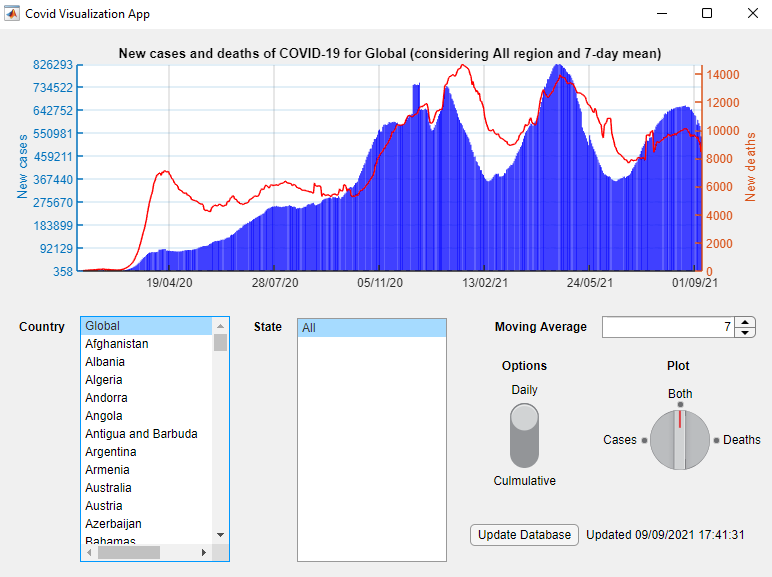 Covid Visualization App
New cases and deaths of COVID-19 for Global (considering All region and 7-day mean)
826293
734522
642752
550981
459211
367440
275670
183899
92129
358
New cases
14000
12000
10000
8000
6000
4000
2000
0
New deaths
19/04/20 28/07/20 05/11/20 13/02/21 24/05/21 01/09/21
Country
Global
Afghanistan
Albania
Algeria
Andorra
Angola
Antigua and Barbuda
Argentina
Armenia
Australia
Austria
Azerbaijan
Bahamas
State
All
Moving Average 7
Options
Daily
Culmulative
Plot
Both
Cases Deaths
Update Database Updated 09/09/2021 17:41:31